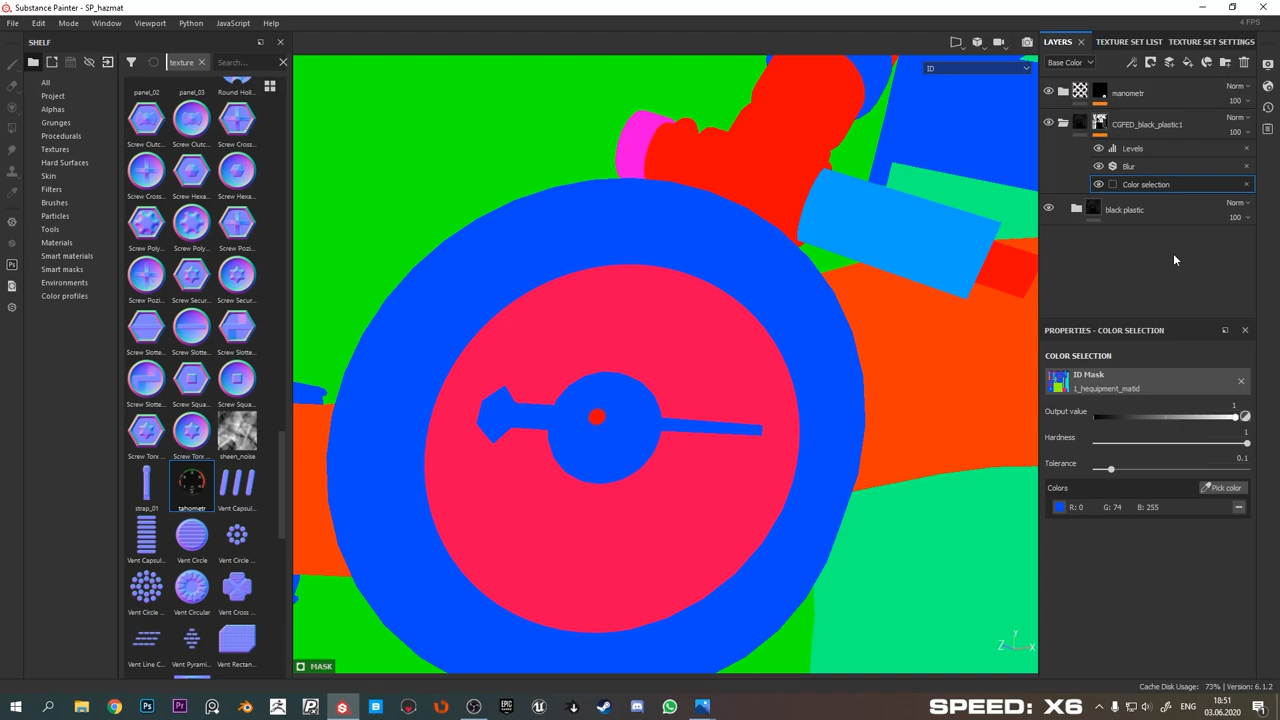 Substance Painter - SP_hazmat
File Edit Mode Window Viewport Python JavaScript Help
4 FPS
SHELF
texture
Search...
All
Project
Alphas
Grunges
Procedurals
Textures
Hard Surfaces
Skin
Filters
Brushes
Particles
Tools
Materials
Smart materials
Smart masks
Environments
Color profiles
panel_02 panel_03 Round Holl...
Screw Clutc... Screw Clutc... Screw Cross...
Screw Cros... Screw Cross... Screw Hexa...
Screw Poly... Screw Poly... Screw Pozi...
Screw Pozi... Screw Secur... Screw Secur...
Screw Slotte... Screw Slotte... Screw Slotte...
Screw Slotte... Screw Squa... Screw Squa...
Screw Torx ... Screw Torx ... sheen_noise
strap_01 tahometr Vent Capsul...
Vent Capsul... Vent Circle Vent Circle ...
Vent Circle ... Vent Circular Vent Cross ...
Vent Line C... Vent Pyrami... Vent Rectan...
ID
MASK
Y
Z X
LAYERS TEXTURE SET LIST TEXTURE SET SETTINGS
Base Color
manometr Norm
100
CGFED_black_plastic1 Norm
100
Levels
Blur
Color selection
black plastic Norm
100
PROPERTIES - COLOR SELECTION
COLOR SELECTION
ID Mask
1_hequipment_matid
Output value 1
Hardness 1
Tolerance 0.1
Colors Pick color
R: 0 G: 74 B: 255
Cache Disk Usage: 73% | Version: 6.1.2
SPEED: X6
18:51
03.06.2020